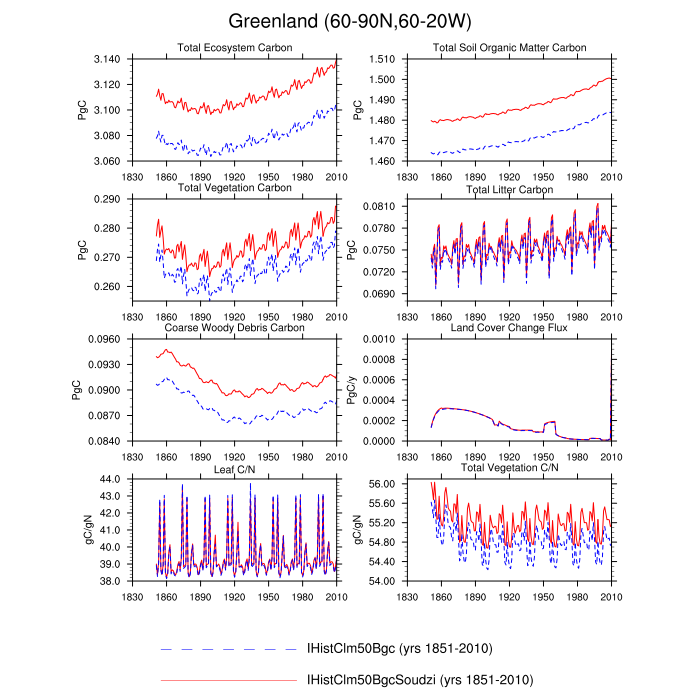 Greenland (60-90N,60-20W)
Total Ecosystem Carbon
PgC
3.140
3.120
3.100
3.080
3.060
1830 1860 1890 1920 1950 1980 2010
Total Soil Organic Matter Carbon
PgC
1.510
1.500
1.490
1.480
1.470
1.460
1830 1860 1890 1920 1950 1980 2010
Total Vegetation Carbon
PgC
0.290
0.280
0.270
0.260
1830 1860 1890 1920 1950 1980 2010
Total Litter Carbon
PgC
0.0810
0.0780
0.0750
0.0720
0.0690
1830 1860 1890 1920 1950 1980 2010
Coarse Woody Debris Carbon
PgC
0.0960
0.0930
0.0900
0.0870
0.0840
1830 1860 1890 1920 1950 1980 2010
Land Cover Change Flux
PgC/y
0.0010
0.0008
0.0006
0.0004
0.0002
0.0000
1830 1860 1890 1920 1950 1980 2010
Leaf C/N
gC/gN
44.0
43.0
42.0
41.0
40.0
39.0
38.0
1830 1860 1890 1920 1950 1980 2010
Total Vegetation C/N
gC/gN
56.00
55.60
55.20
54.80
54.40
54.00
1830 1860 1890 1920 1950 1980 2010
IHistClm50Bgc (yrs 1851-2010)
IHistClm50BgcSoudzi (yrs 1851-2010)